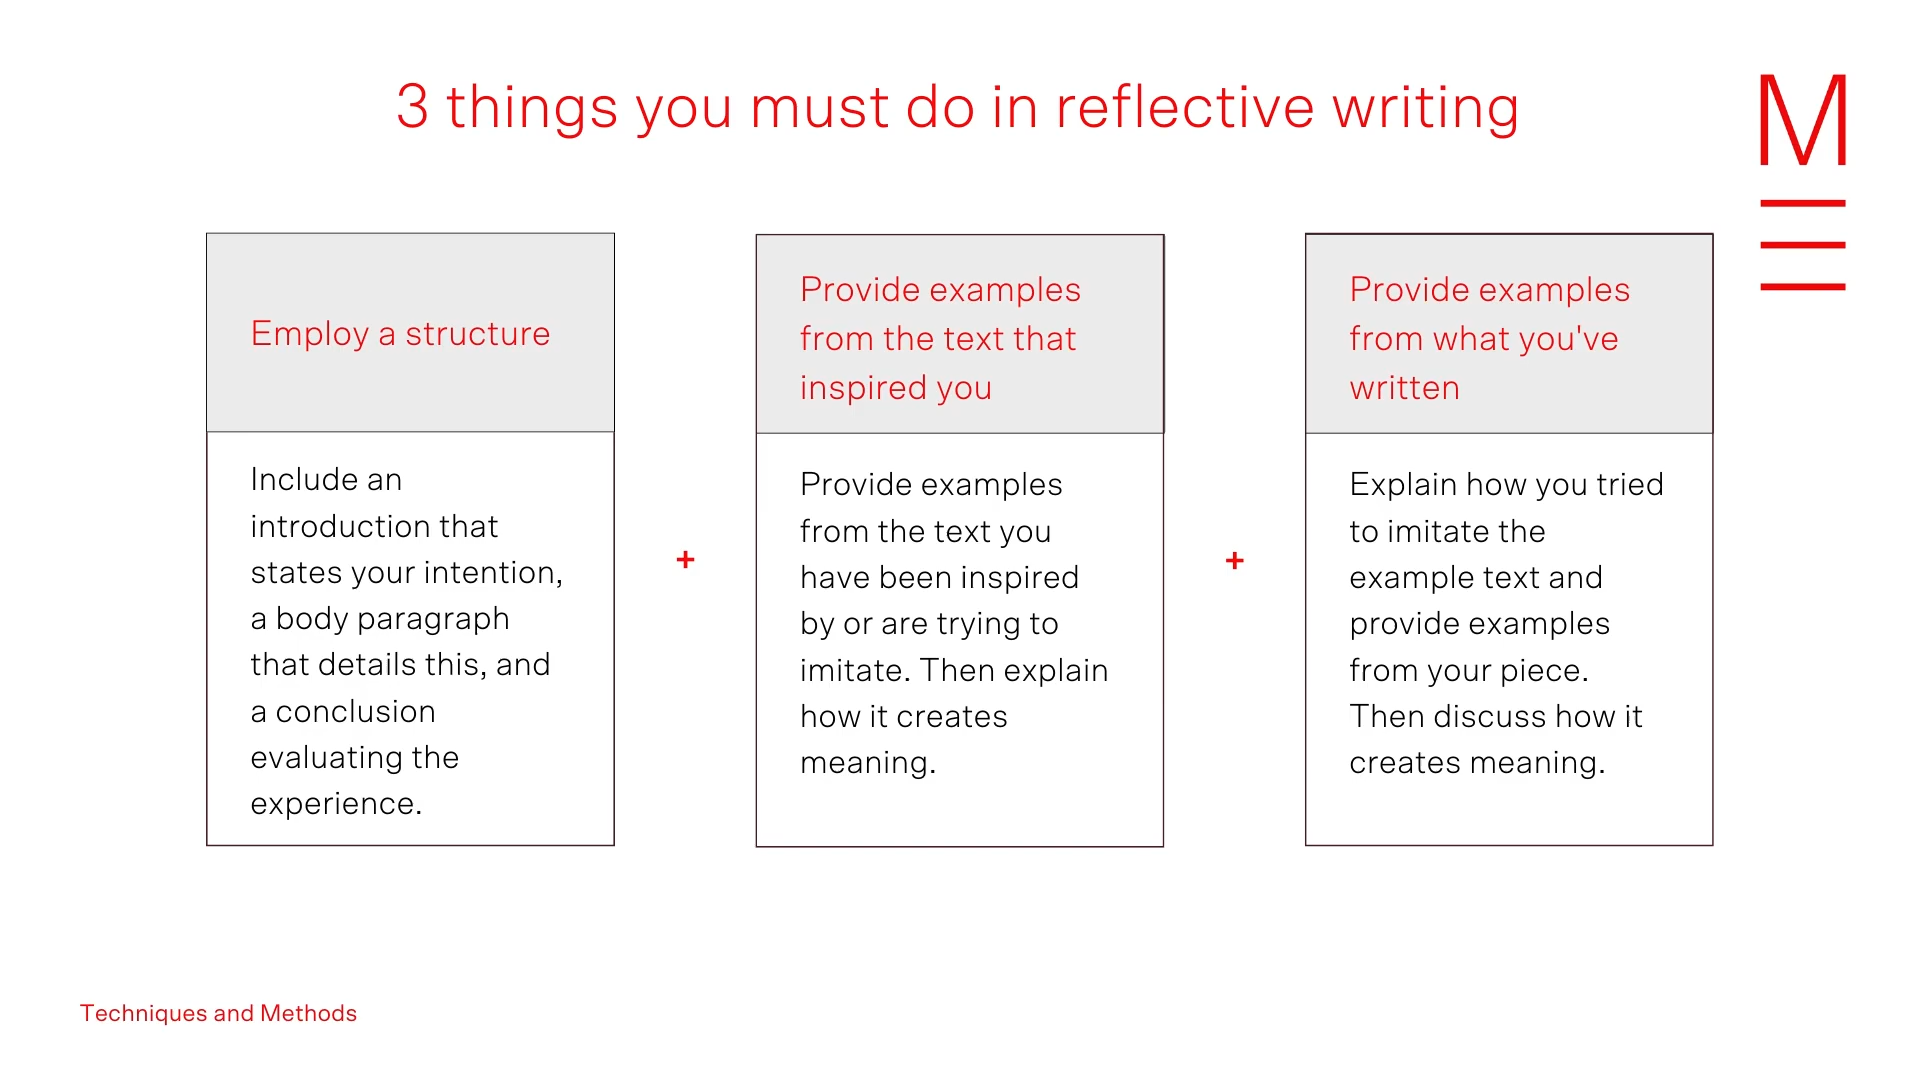 3 things you must do in reflective writing
M
Employ a structure
Include an
introduction that
states your intention,
a body paragraph
that details this, and
a conclusion
evaluating the
experience.
+
Provide examples
from the text that
inspired you
Provide examples
from the text you
have been inspired
by or are trying to
imitate. Then explain
how it creates
meaning.
+
Provide examples
from what you've
written
Explain how you tried
to imitate the
example text and
provide examples
from your piece.
Then discuss how it
creates meaning.
Techniques and Methods